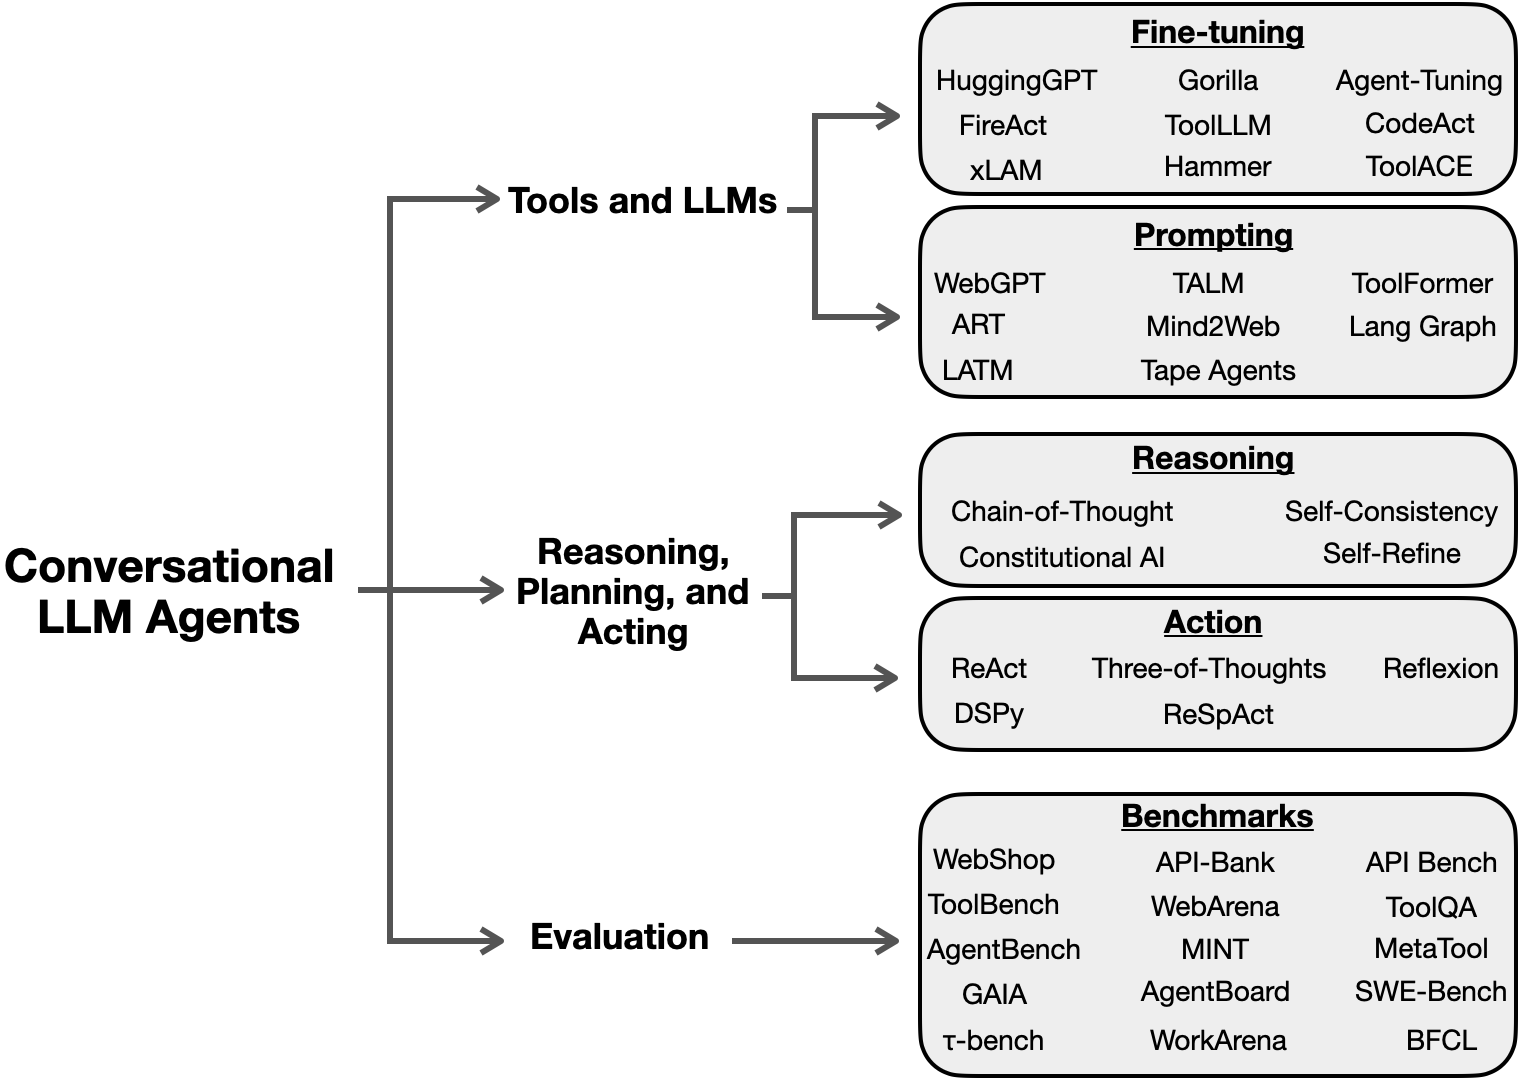 Conversational
LLM Agents
Tools and LLMs
Fine-tuning
HuggingGPT Gorilla Agent-Tuning
FireAct ToolLLM CodeAct
xLAM Hammer ToolACE
Prompting
WebGPT TALM ToolFormer
ART Mind2Web Lang Graph
LATM Tape Agents
Reasoning,
Planning, and
Acting
Reasoning
Chain-of-Thought Self-Consistency
Constitutional AI Self-Refine
Action
ReAct Three-of-Thoughts Reflexion
DSPy ReSpAct
Evaluation
Benchmarks
WebShop API-Bank API Bench
ToolBench WebArena ToolQA
AgentBench MINT MetaTool
GAIA AgentBoard SWE-Bench
τ-bench WorkArena BFCL